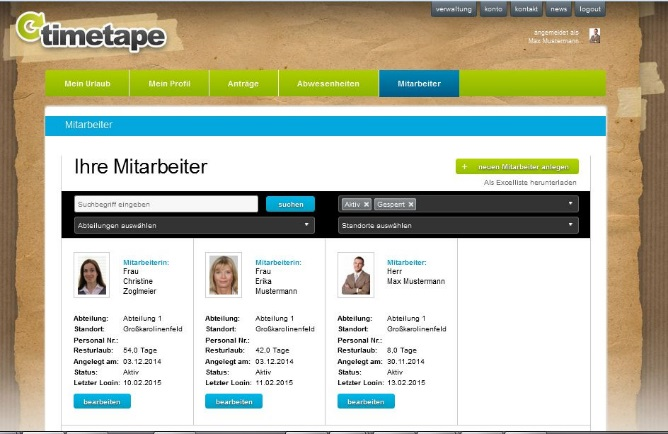 verwaltung konto kontakt news logout
timetape
angemeldet als
Max Mustermann
Mein Urlaub Mein Profil Anträge Abwesenheiten Mitarbeiter
Mitarbeiter
Ihre Mitarbeiter
+ neuen Mitarbeiter anlegen
Als Excelliste herunterladen
Suchbegriff eingeben suchen Aktiv x Gesperrt x
Abteilungen auswählen Standorte auswählen
Mitarbeiterin:
Frau
Christine
Zoglmeier
Abteilung: Abteilung 1
Standort: Großkarolinenfeld
Personal Nr.:
Resturlaub: 54,0 Tage
Angelegt am: 03.12.2014
Status: Aktiv
Letzter Login: 10.02.2015
bearbeiten
Mitarbeiterin:
Frau
Erika
Mustermann
Abteilung: Abteilung 1
Standort: Großkarolinenfeld
Personal Nr.:
Resturlaub: 42,0 Tage
Angelegt am: 03.12.2014
Status: Aktiv
Letzter Login: 11.02.2015
bearbeiten
Mitarbeiter:
Herr
Max Mustermann
Abteilung: Abteilung 1
Standort: Großkarolinenfeld
Personal Nr.:
Resturlaub: 8,0 Tage
Angelegt am: 30.11.2014
Status: Aktiv
Letzter Login: 13.02.2015
bearbeiten